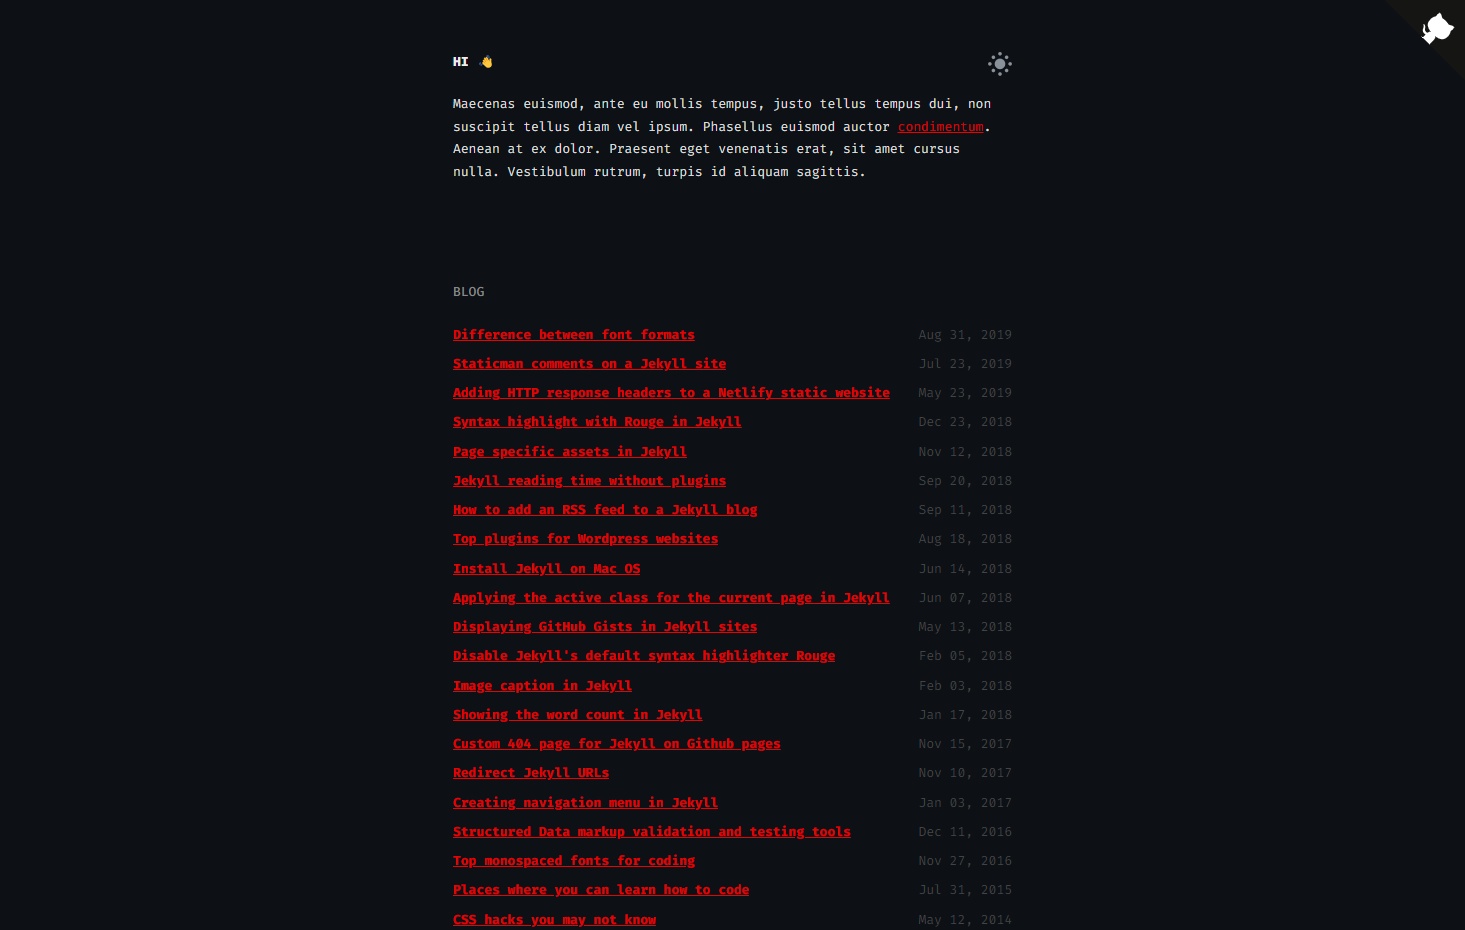 HI 👋
Maecenas euismod, ante eu mollis tempus, justo tellus tempus dui, non
suscipit tellus diam vel ipsum. Phasellus euismod auctor condimentum.
Aenean at ex dolor. Praesent eget venenatis erat, sit amet cursus
nulla. Vestibulum rutrum, turpis id aliquam sagittis.
BLOG
Difference between font formats Aug 31, 2019
Staticman comments on a Jekyll site Jul 23, 2019
Adding HTTP response headers to a Netlify static website May 23, 2019
Syntax highlight with Rouge in Jekyll Dec 23, 2018
Page specific assets in Jekyll Nov 12, 2018
Jekyll reading time without plugins Sep 20, 2018
How to add an RSS feed to a Jekyll blog Sep 11, 2018
Top plugins for Wordpress websites Aug 18, 2018
Install Jekyll on Mac OS Jun 14, 2018
Applying the active class for the current page in Jekyll Jun 07, 2018
Displaying GitHub Gists in Jekyll sites May 13, 2018
Disable Jekyll's default syntax highlighter Rouge Feb 05, 2018
Image caption in Jekyll Feb 03, 2018
Showing the word count in Jekyll Jan 17, 2018
Custom 404 page for Jekyll on Github pages Nov 15, 2017
Redirect Jekyll URLs Nov 10, 2017
Creating navigation menu in Jekyll Jan 03, 2017
Structured Data markup validation and testing tools Dec 11, 2016
Top monospaced fonts for coding Nov 27, 2016
Places where you can learn how to code Jul 31, 2015
CSS hacks you may not know May 12, 2014